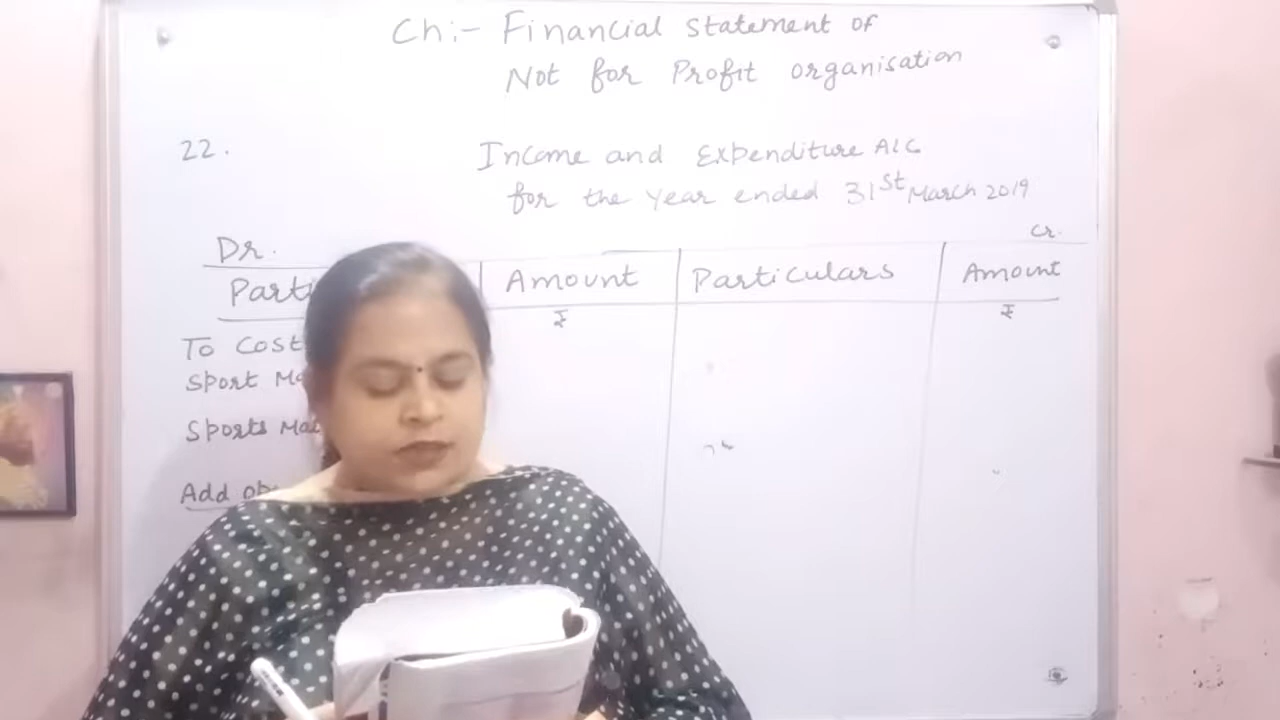 Ch:- Financial Statement of
Not for Profit organisation
22.
Income and Expenditure A/C
for the Year ended 31st March 2019
Dr.
Cr.
Amount Particulars Amount
₹ ₹
To Cost
Sport
Sports
Add